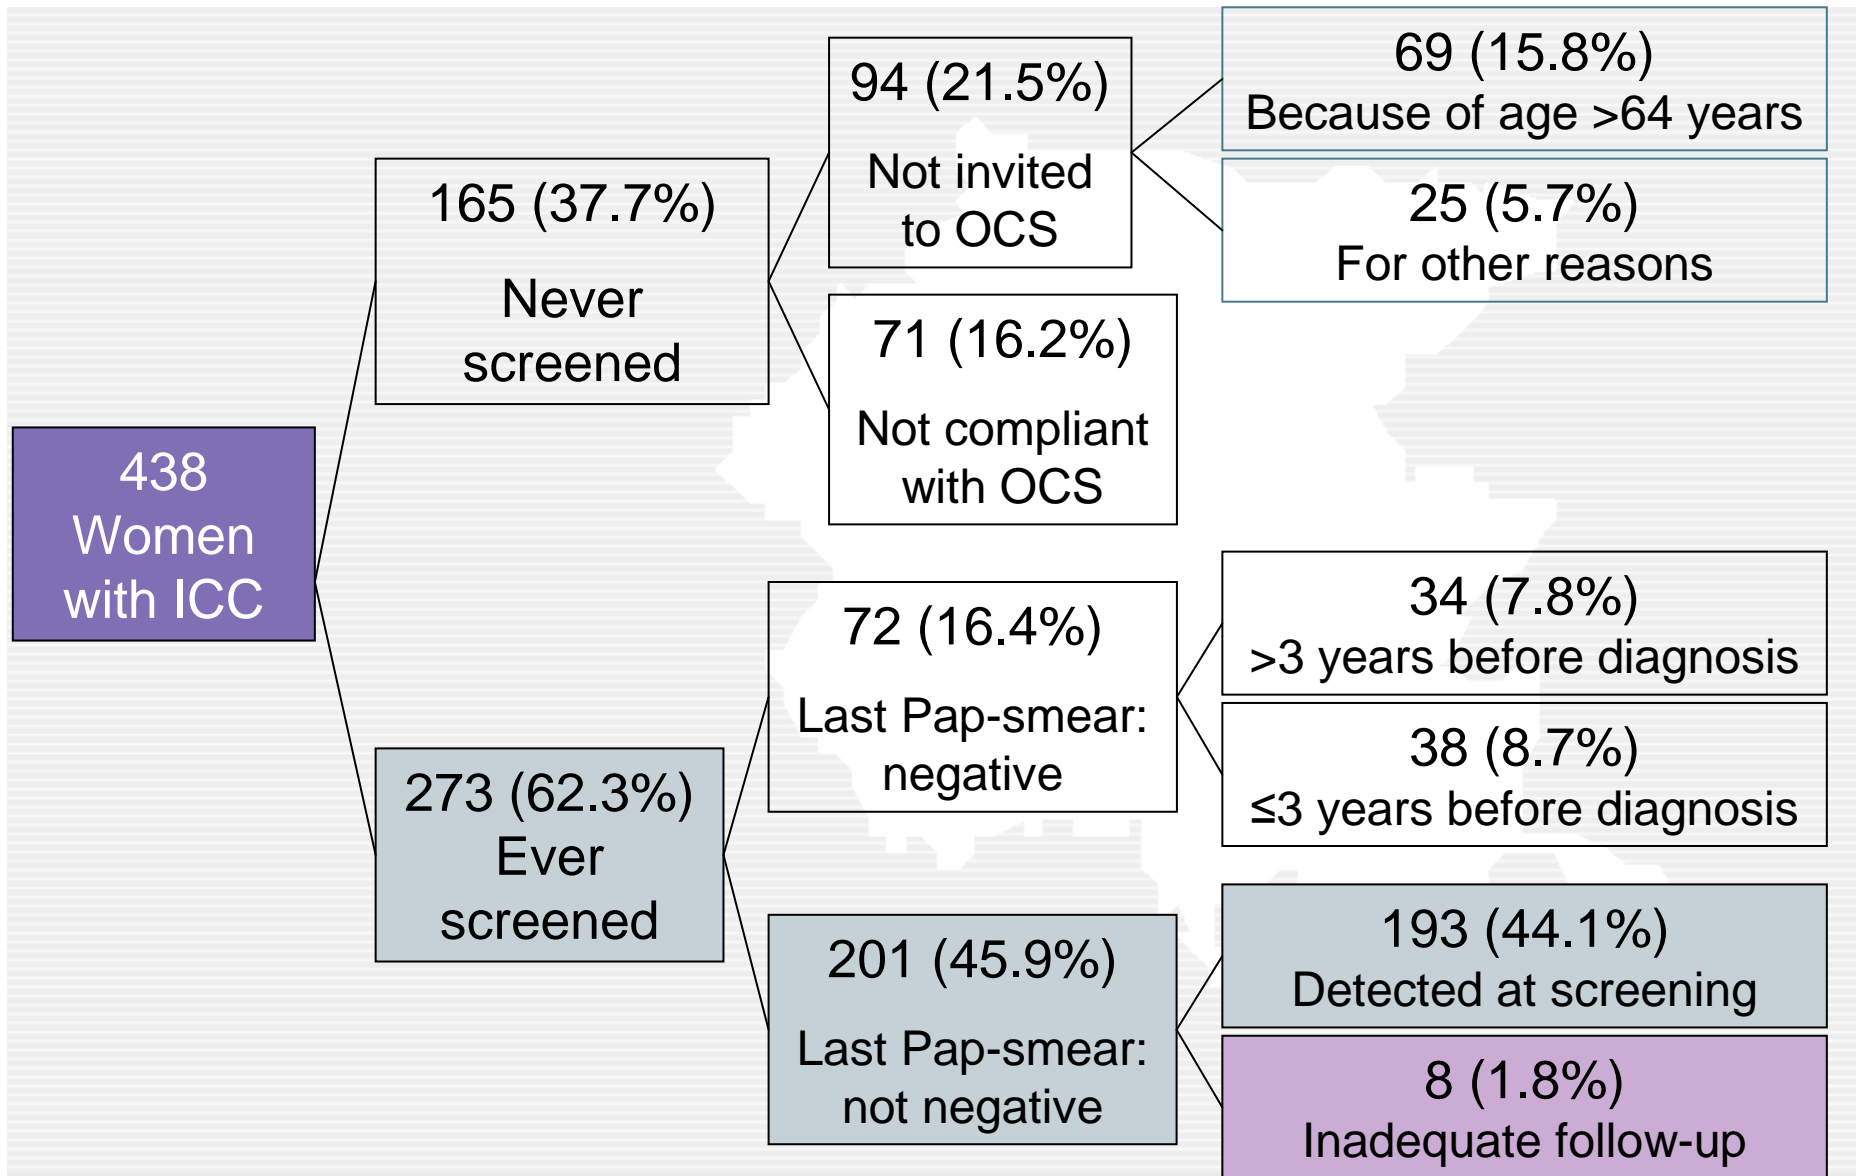 438
Women
with ICC
165 (37.7%)
Never
screened
94 (21.5%)
Not invited
to OCS
69 (15.8%)
Because of age >64 years
25 (5.7%)
For other reasons
71 (16.2%)
Not compliant
with OCS
273 (62.3%)
Ever
screened
72 (16.4%)
Last Pap-smear:
negative
34 (7.8%)
>3 years before diagnosis
38 (8.7%)
≤3 years before diagnosis
201 (45.9%)
Last Pap-smear:
not negative
193 (44.1%)
Detected at screening
8 (1.8%)
Inadequate follow-up